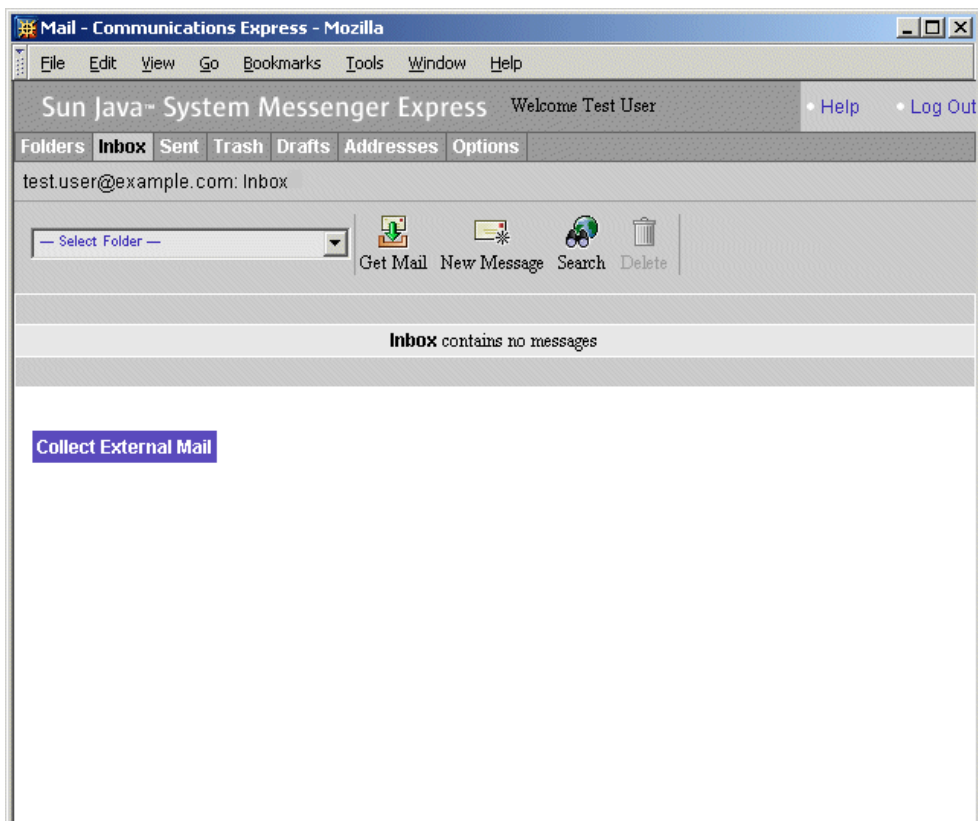 Mail - Communications Express - Mozilla
File Edit View Go Bookmarks Tools Window Help
Sun Java™ System Messenger Express Welcome Test User • Help • Log Out
Folders Inbox Sent Trash Drafts Addresses Options
test.user@example.com: Inbox
— Select Folder —
Get Mail New Message Search Delete
Inbox contains no messages
Collect External Mail